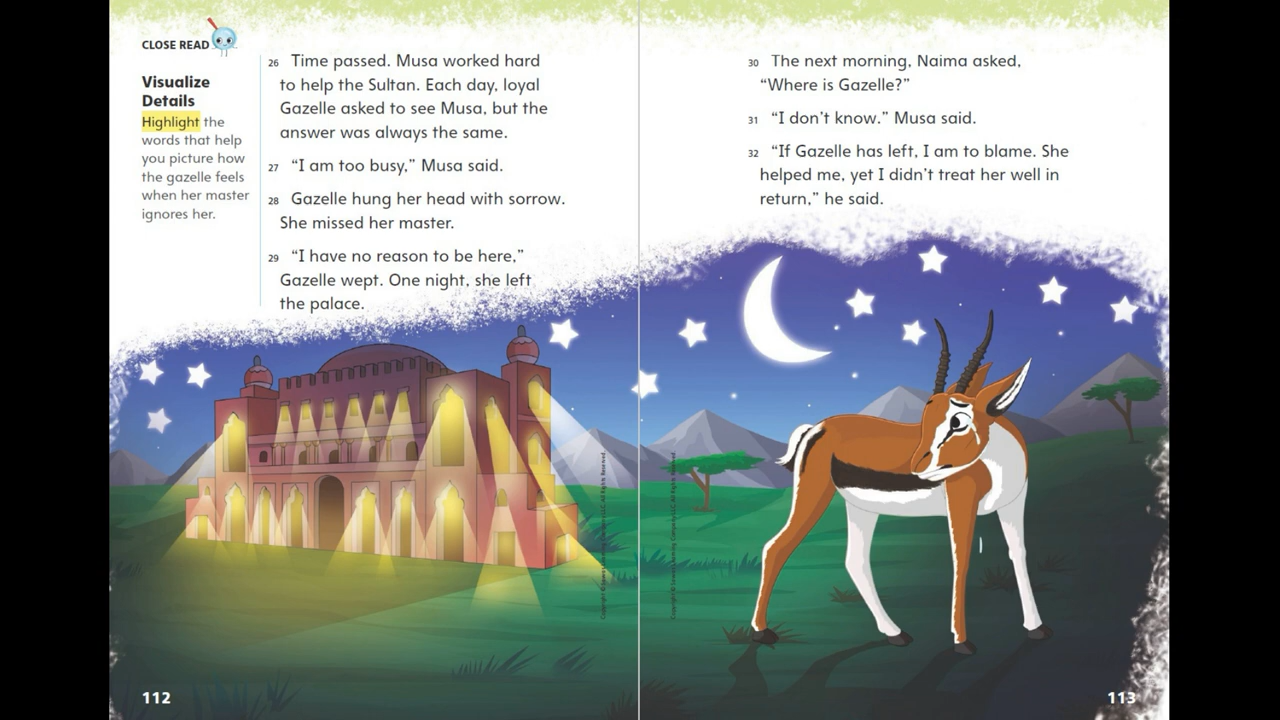 CLOSE READ
Visualize
Details
Highlight the
words that help
you picture how
the gazelle feels
when her master
ignores her.
26 Time passed. Musa worked hard
to help the Sultan. Each day, loyal
Gazelle asked to see Musa, but the
answer was always the same.
27 “I am too busy,” Musa said.
28 Gazelle hung her head with sorrow.
She missed her master.
29 “I have no reason to be here,”
Gazelle wept. One night, she left
the palace.
112
30 The next morning, Naima asked,
“Where is Gazelle?”
31 “I don’t know.” Musa said.
32 “If Gazelle has left, I am to blame. She
helped me, yet I didn’t treat her well in
return,” he said.
113